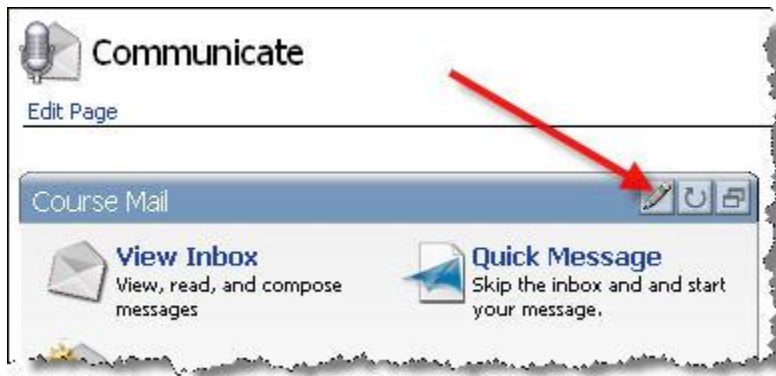 Communicate
Edit Page
Course Mail
View Inbox
View, read, and compose
messages
Quick Message
Skip the inbox and and start
your message.